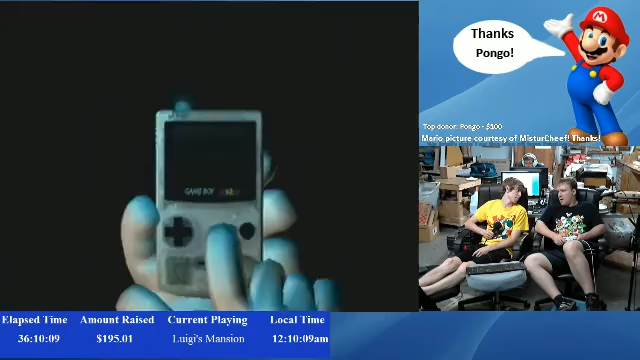 Thanks
Pongo!
Top donor: Pongo - $100
Mario picture courtesy of MisturCheef! Thanks!
GAME BOY COLOR
Elapsed Time
36:10:09
Amount Raised
$195.01
Current Playing
Luigi's Mansion
Local Time
12:10:09am